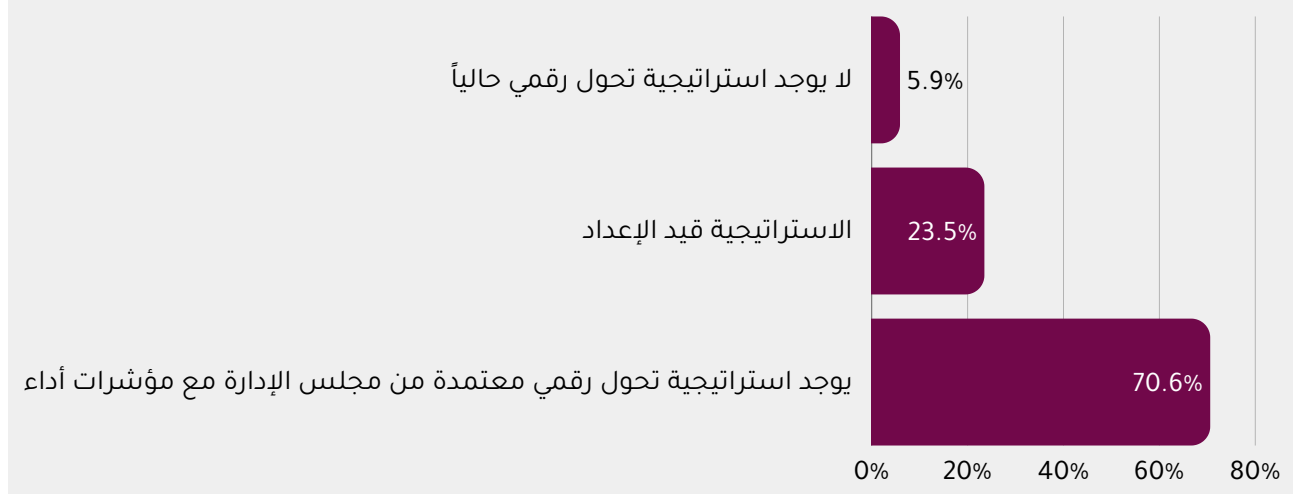 لا يوجد استراتيجية تحول رقمي حالياً
5.9%
الاستراتيجية قيد الإعداد
23.5%
يوجد استراتيجية تحول رقمي معتمدة من مجلس الإدارة مع مؤشرات أداء
70.6%
0% 20% 40% 60% 80%